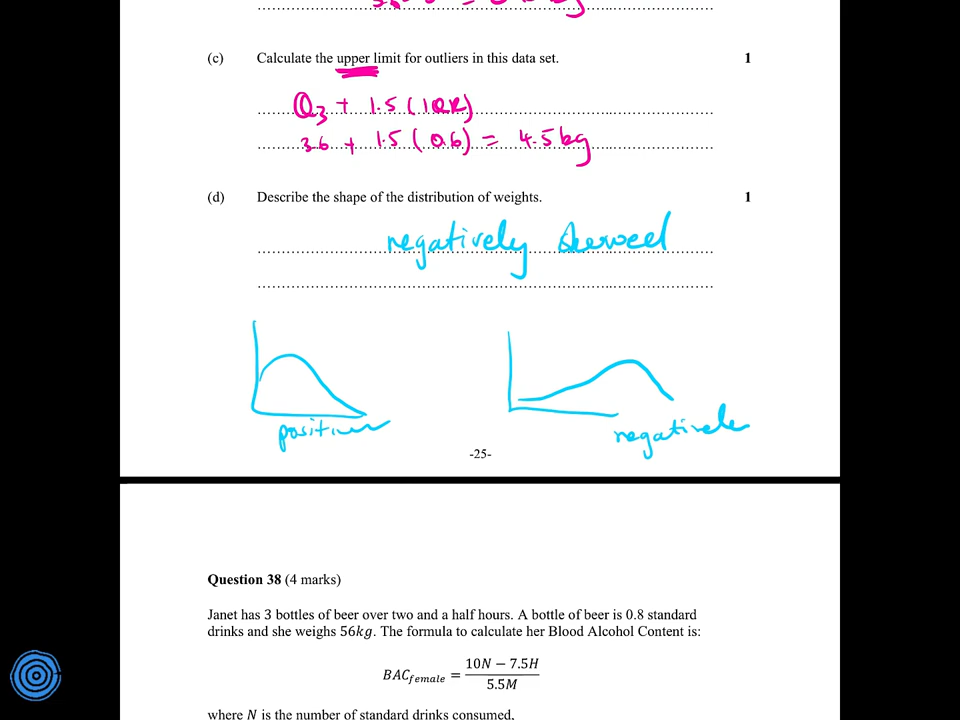 (c) Calculate the upper limit for outliers in this data set. 1
Q3 + 1.5 (IQR)
3.6 + 1.5 (0.6) = 4.5 kg
(d) Describe the shape of the distribution of weights. 1
negatively skewed
positive
negatively
-25-
Question 38 (4 marks)
Janet has 3 bottles of beer over two and a half hours. A bottle of beer is 0.8 standard
drinks and she weighs 56kg. The formula to calculate her Blood Alcohol Content is:
BAC_female = (10N − 7.5H) / 5.5M
where N is the number of standard drinks consumed,